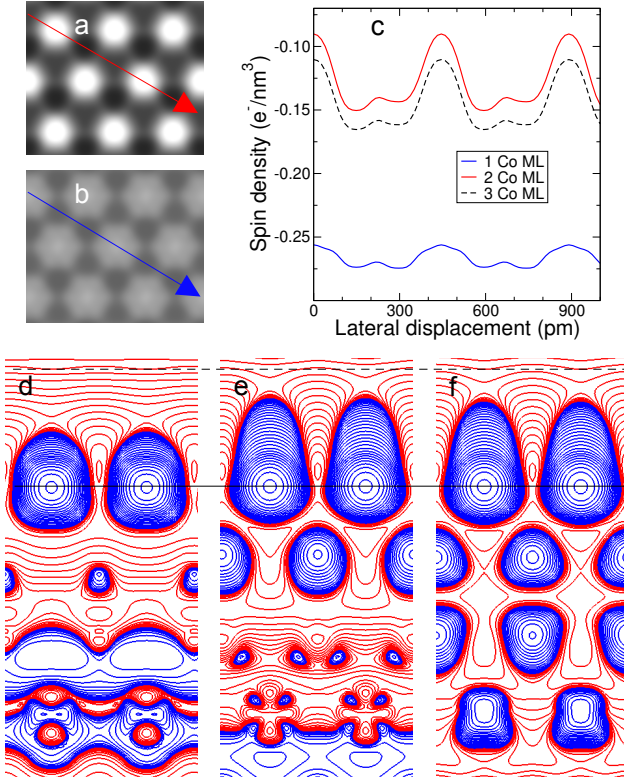 a
b
c
Spin density (e⁻/nm³)
-0.10
-0.15
-0.20
-0.25
1 Co ML
2 Co ML
3 Co ML
0
300
600
900
Lateral displacement (pm)
d
e
f